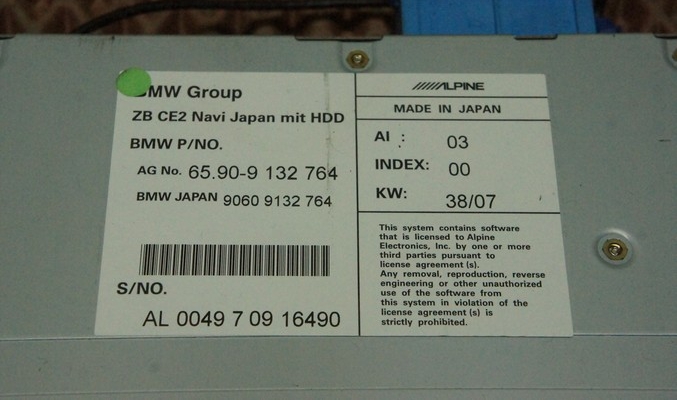 BMW Group
ZB CE2 Navi Japan mit HDD
BMW P/NO.
AG No. 65.90-9 132 764
BMW JAPAN 9060 9132 764
S/NO.
AL 0049 7 09 16490
ALPINE
MADE IN JAPAN
AI : 03
INDEX: 00
KW: 38/07
This system contains software
that is licensed to Alpine
Electronics, Inc. by one or more
third parties pursuant to
license agreement (s).
Any removal, reproduction, reverse
engineering or other unauthorized
use of the software from
this system in violation of the
license agreement (s) is
strictly prohibited.